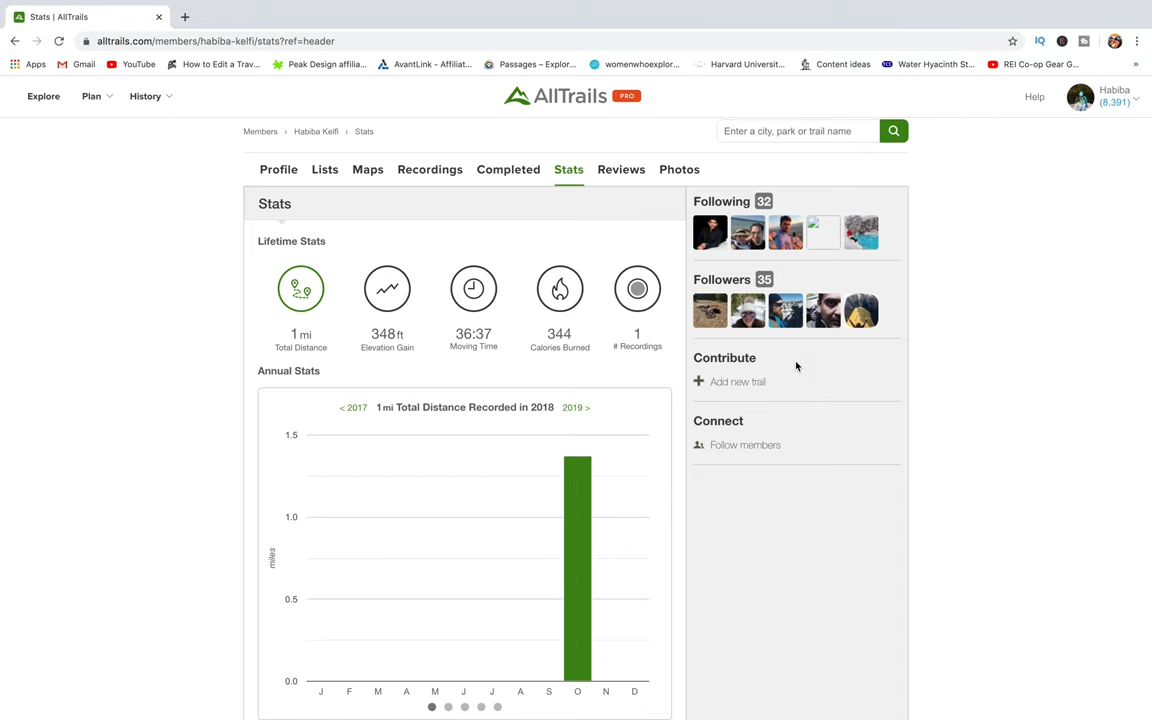 Stats | AllTrails
alltrails.com/members/habiba-kelfi/stats?ref=header
IQ
Apps Gmail YouTube How to Edit a Trav... Peak Design affilia... AvantLink - Affiliat... Passages – Explor... womenwhoexplor... Harvard Universit... Content ideas Water Hyacinth St... REI Co-op Gear G... »
Explore Plan History AllTrails PRO Help Habiba
(8,391)
Members › Habiba Kelfi › Stats Enter a city, park or trail name
Profile Lists Maps Recordings Completed Stats Reviews Photos
Stats
Lifetime Stats
1 mi 348 ft 36:37 344 1
Total Distance Elevation Gain Moving Time Calories Burned # Recordings
Annual Stats
< 2017 1 mi Total Distance Recorded in 2018 2019 >
1.5
1.0
miles
0.5
0.0
J F M A M J J A S O N D
Following 32
Followers 35
Contribute
Add new trail
Connect
Follow members